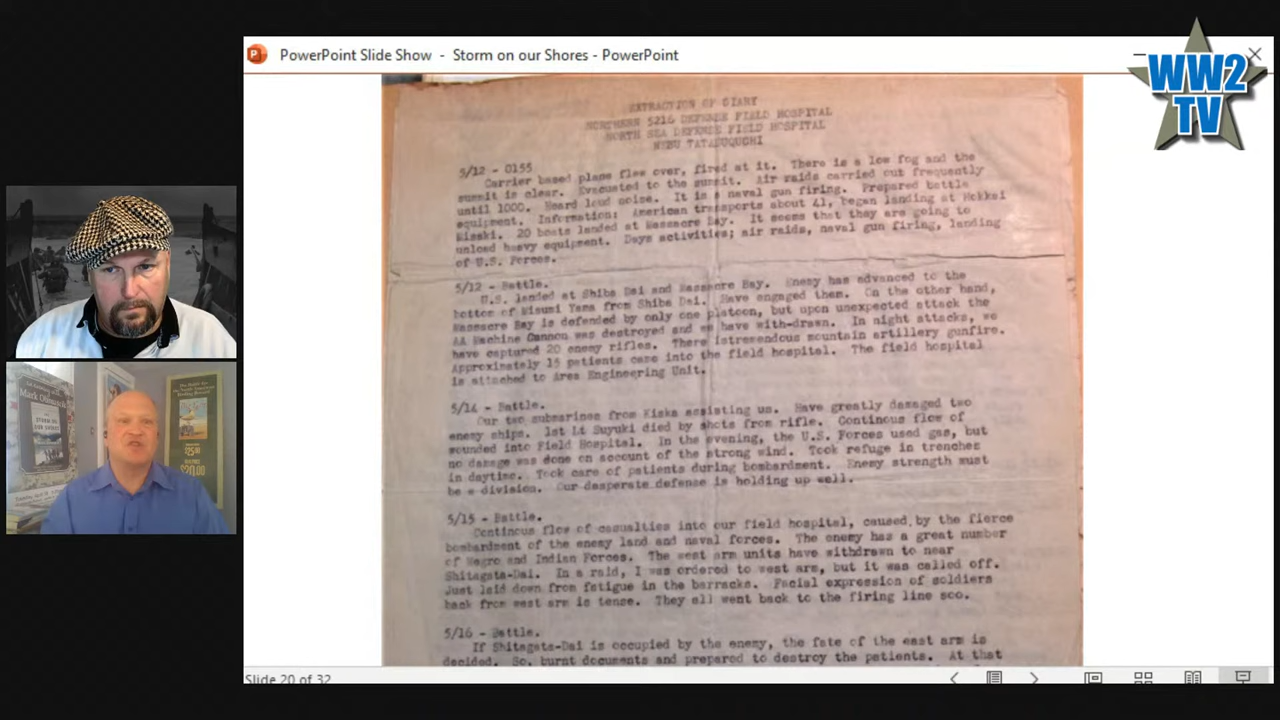 PowerPoint Slide Show - Storm on our Shores - PowerPoint
WW2
TV
EXTRACTION OF DIARY
NORTHERN 5216 DEFENSE FIELD HOSPITAL
NORTH SEA DEFENSE FIELD HOSPITAL
NEBU TATSUGUCHI
5/12 - 0155
Carrier based plane flew over, fired at it. There is a low fog and the
summit is clear. Evacuated to the summit. Air raids carried out frequently
until 1000. Heard loud noise. It is a naval gun firing. Prepared battle
equipment. Information: American transports about 41, began landing at Hokkai
Misaki. 20 boats landed at Massacre Bay. It seems that they are going to
unload heavy equipment. Days activities; air raids, naval gun firing, landing
of U.S. Forces.
5/12 - Battle.
U.S. landed at Shiba Dai and Massacre Bay. Enemy has advanced to the
bottom of Misumi Yama from Shiba Dai. Have engaged them. On the other hand,
Massacre Bay is defended by only one platoon, but upon unexpected attack the
AA Machine Cannon was destroyed and we have with-drawn. In night attacks, we
have captured 20 enemy rifles. There is tremendous mountain artillery gunfire.
Approximately 15 patients came into the field hospital. The field hospital
is attached to Area Engineering Unit.
5/14 - Battle.
Our two submarines from Kiska assisting us. Have greatly damaged two
enemy ships. 1st Lt Suyuki died by shots from rifle. Continous flow of
wounded into Field Hospital. In the evening, the U.S. Forces used gas, but
no damage was done on account of the strong wind. Took refuge in trenches
in daytime. Took care of patients during bombardment. Enemy strength must
be a division. Our desperate defense is holding up well.
5/15 - Battle.
Continous flow of casualties into our field hospital, caused by the fierce
bombardment of the enemy land and naval forces. The enemy has a great number
of Negro and Indian Forces. The west arm units have withdrawn to near
Shitagata-Dai. In a raid, I was ordered to west arm, but it was called off.
Just laid down from fatigue in the barracks. Facial expression of soldiers
back from west arm is tense. They all went back to the firing line soo.
5/16 - Battle.
If Shitagata-Dai is occupied by the enemy, the fate of the east arm is
decided. So, burnt documents and prepared to destroy the patients. At that
Slide 20 of 32
Mark Obmascik
STORM ON
OUR SHORES
$20.00